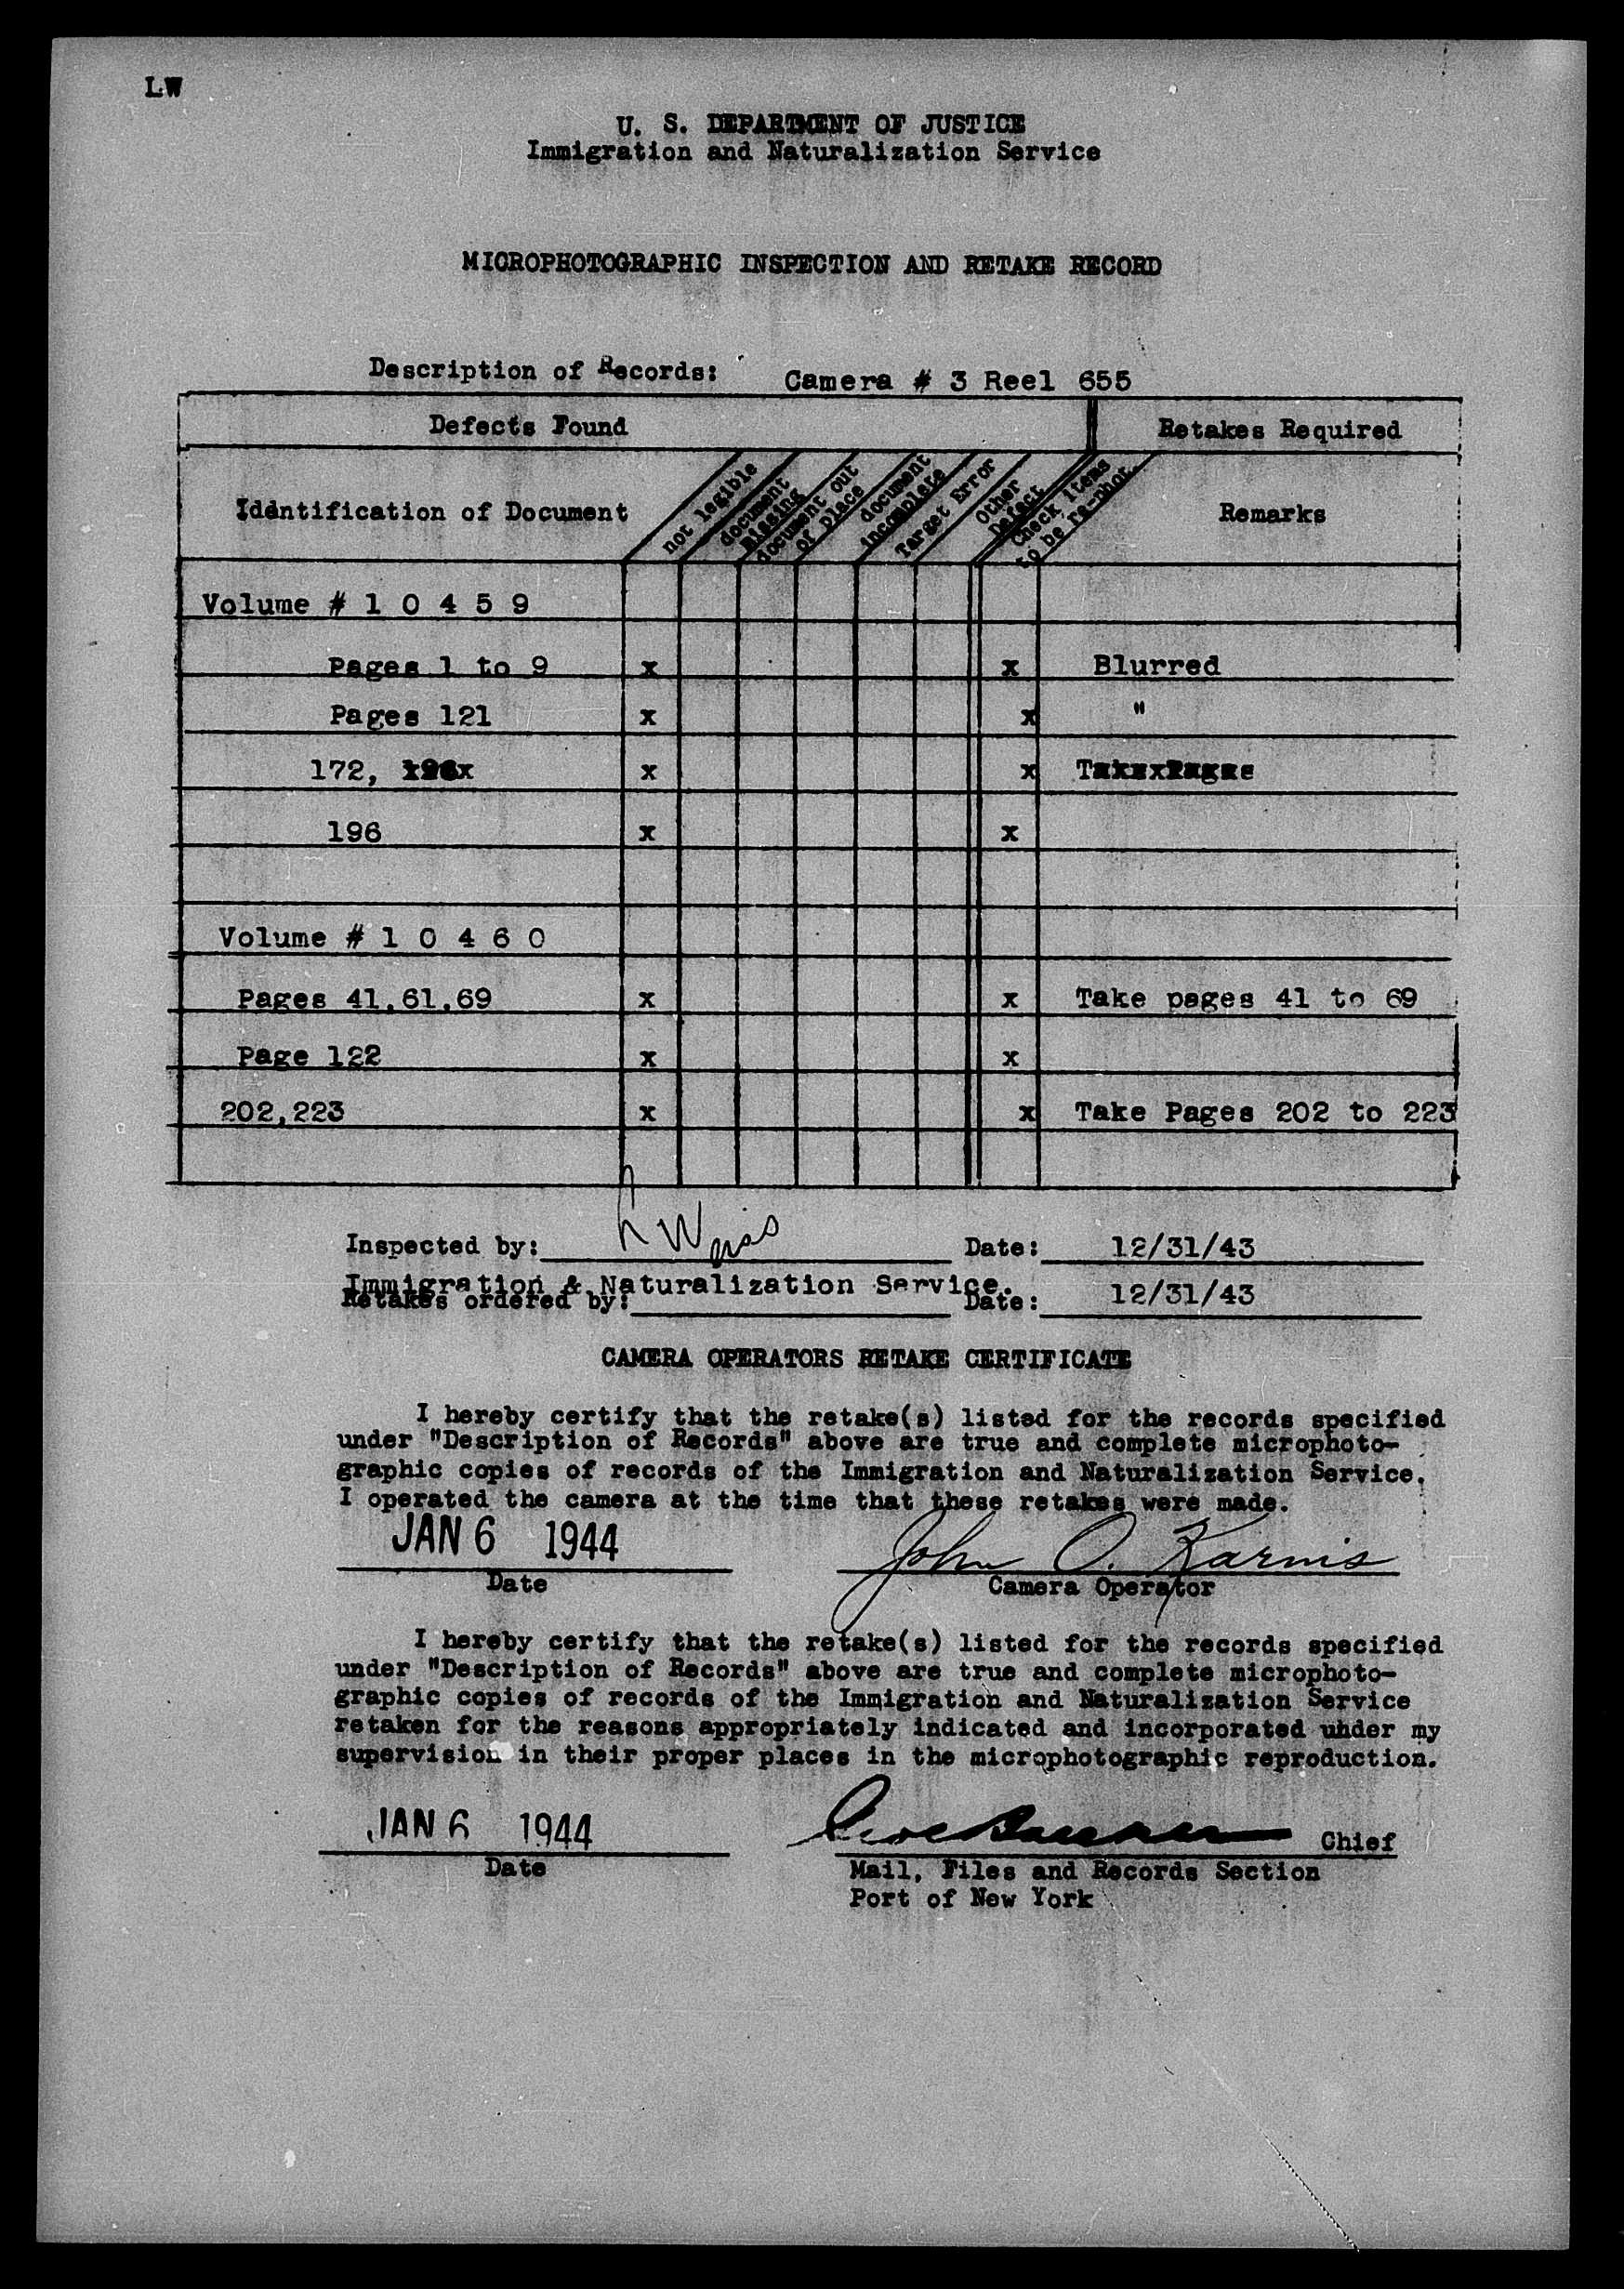 LW
U. S. DEPARTMENT OF JUSTICE
Immigration and Naturalization Service
MICROPHOTOGRAPHIC INSPECTION AND RETAKE RECORD
Description of Records: Camera # 3 Reel 655
Defects Found Retakes Required
Identification of Document not legible document missing document out of place document incomplete Target Error Other Defect Check items to be re-phot. Remarks
Volume # 1 0 4 5 9
Pages 1 to 9 x x Blurred
Pages 121 x x "
172, x x
196 x x
Volume # 1 0 4 6 0
Pages 41,61,69 x x Take pages 41 to 69
Page 122 x x
202,223 x x Take Pages 202 to 223
Inspected by: Date: 12/31/43
Immigration & Naturalization Service.
Retakes ordered by: Date: 12/31/43
CAMERA OPERATORS RETAKE CERTIFICATE
I hereby certify that the retake(s) listed for the records specified
under "Description of Records" above are true and complete microphoto-
graphic copies of records of the Immigration and Naturalization Service.
I operated the camera at the time that these retakes were made.
JAN 6 1944 John O. Karnis
Date Camera Operator
I hereby certify that the retake(s) listed for the records specified
under "Description of Records" above are true and complete microphoto-
graphic copies of records of the Immigration and Naturalization Service
retaken for the reasons appropriately indicated and incorporated under my
supervision in their proper places in the microphotographic reproduction.
JAN 6 1944 Chief
Date Mail, Files and Records Section
Port of New York